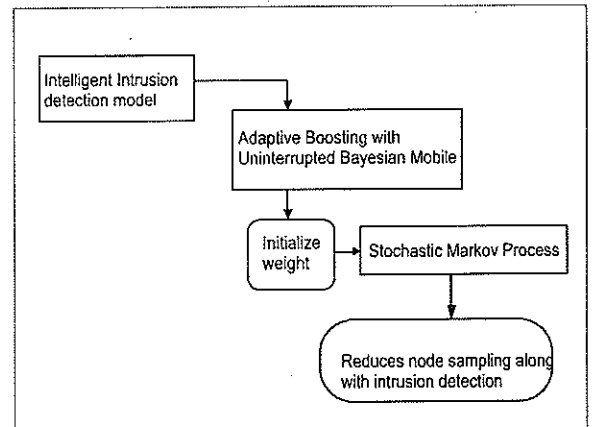 Intelligent Intrusion
detection model
Adaptive Boosting with
Uninterrupted Bayesian Mobile
Initialize
weight
Stochastic Markov Process
Reduces node sampling along
with intrusion detection